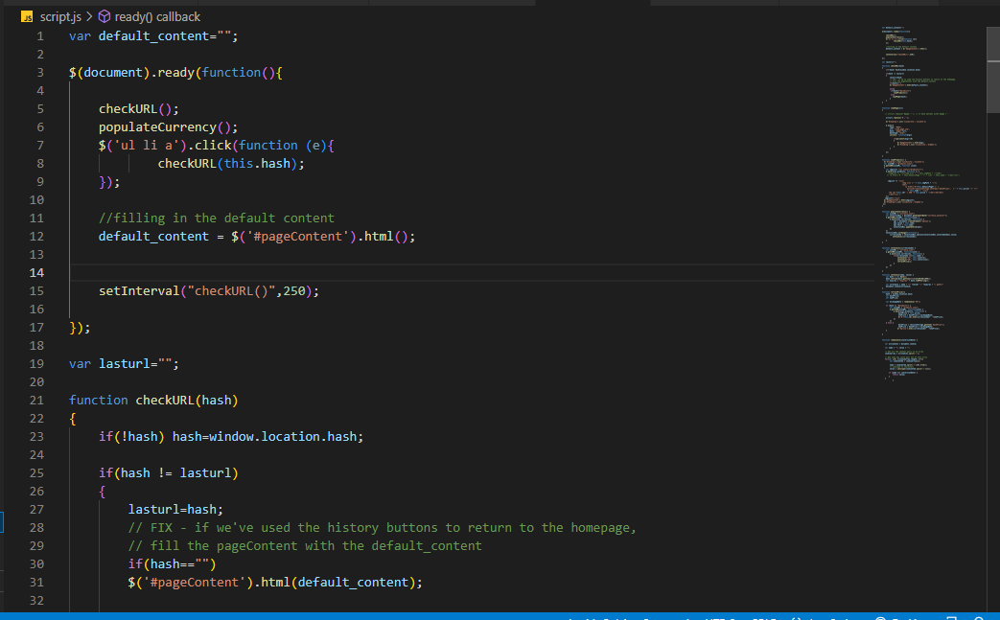 JS script.js > ready() callback
1 var default_content="";
2
3 $(document).ready(function(){
4
5 checkURL();
6 populateCurrency();
7 $('ul li a').click(function (e){
8 checkURL(this.hash);
9 });
10
11 //filling in the default content
12 default_content = $('#pageContent').html();
13
14
15 setInterval("checkURL()",250);
16
17 });
18
19 var lasturl="";
20
21 function checkURL(hash)
22 {
23 if(!hash) hash=window.location.hash;
24
25 if(hash != lasturl)
26 {
27 lasturl=hash;
28 // FIX - if we've used the history buttons to return to the homepage,
29 // fill the pageContent with the default_content
30 if(hash=="")
31 $('#pageContent').html(default_content);
32